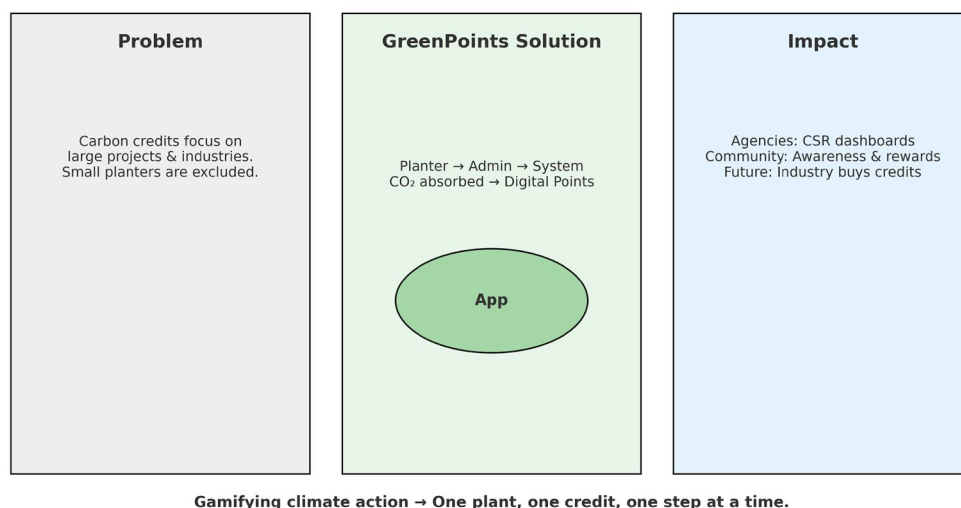 Problem
Carbon credits focus on
large projects & industries.
Small planters are excluded.
GreenPoints Solution
Planter → Admin → System
CO₂ absorbed → Digital Points
App
Impact
Agencies: CSR dashboards
Community: Awareness & rewards
Future: Industry buys credits
Gamifying climate action → One plant, one credit, one step at a time.